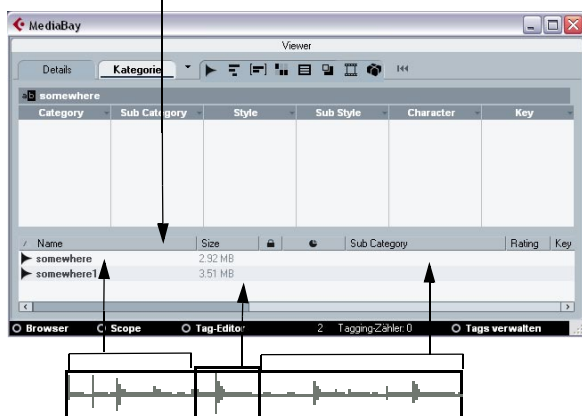 MediaBay
Viewer
Details Kategorie
ab somewhere
Category Sub Category Style Sub Style Character Key
/ Name Size Sub Category Rating Key
somewhere 2.92 MB
somewhere1 3.51 MB
Browser Scope Tag-Editor 2 Tagging-Zähler: 0 Tags verwalten